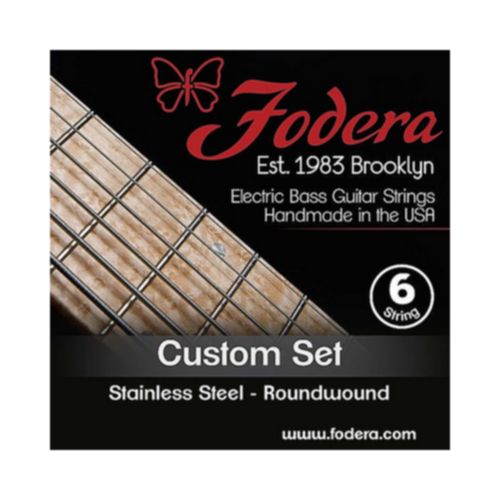 Fodera
Est. 1983 Brooklyn
Electric Bass Guitar Strings
Handmade in the USA
6
String
Custom Set
Stainless Steel - Roundwound
www.fodera.com